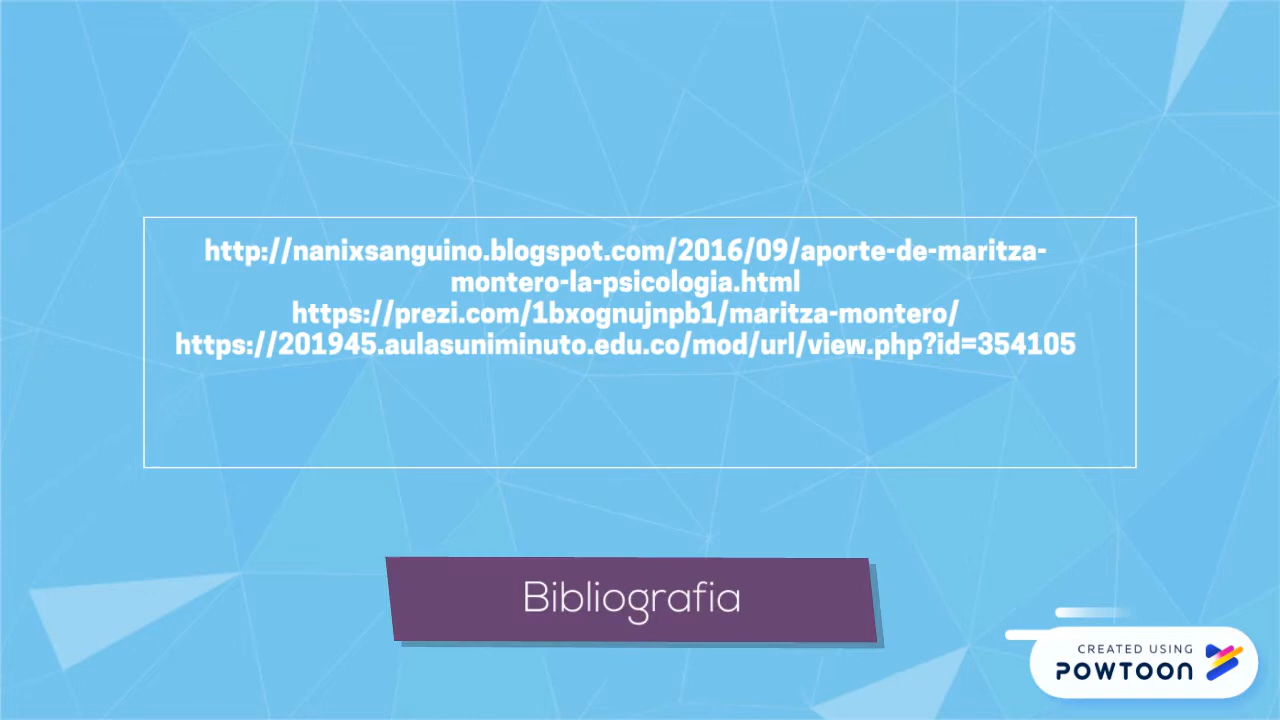 http://nanixsanguino.blogspot.com/2016/09/aporte-de-maritza-
montero-la-psicologia.html
https://prezi.com/1bxognujnpb1/maritza-montero/
https://201945.aulasuniminuto.edu.co/mod/url/view.php?id=354105
Bibliografia
CREATED USING
POWTOON